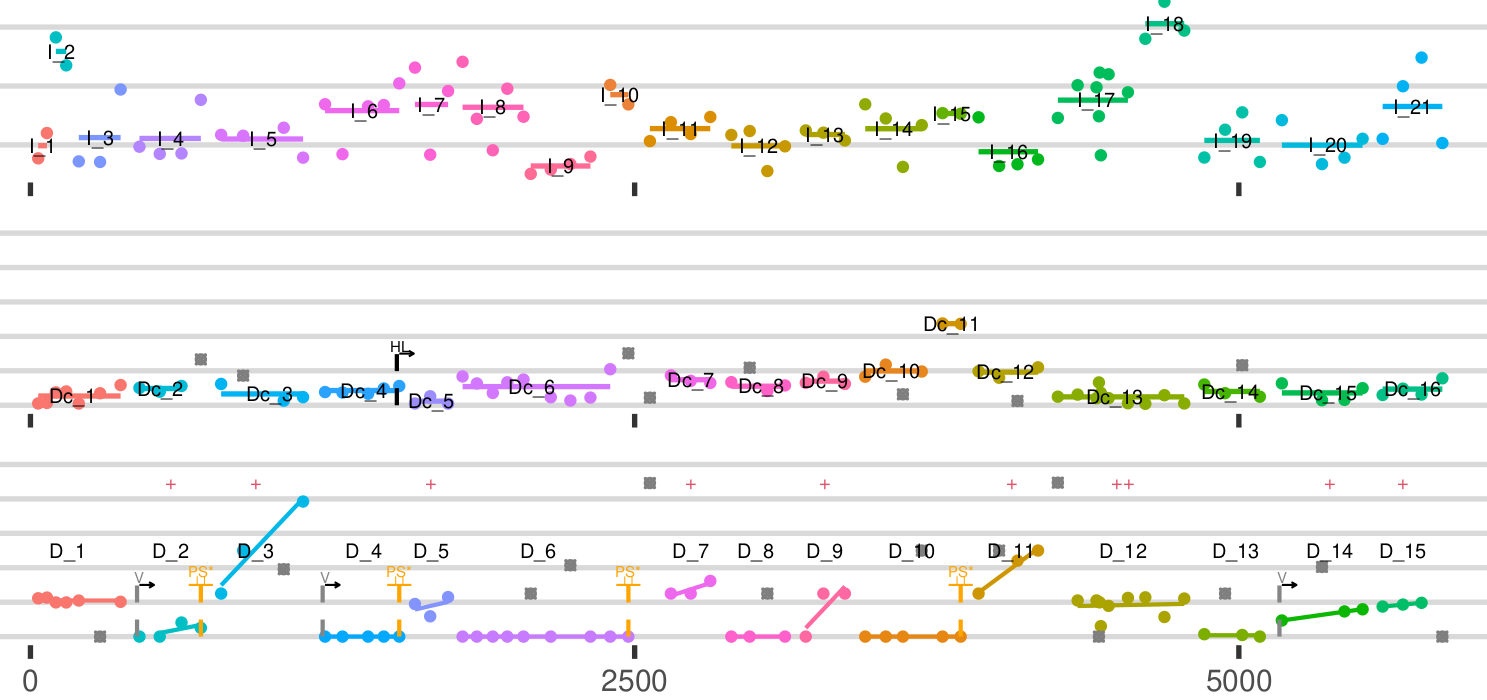 I_18
I_2
I_10 I_7 I_8 I_6 I_17 I_21
I_15
I_1 I_3 I_4 I_5 I_11 I_12 I_13 I_14 I_19 I_20
I_9 I_16
Dc_11
HL
Dc_1 Dc_2 Dc_3 Dc_4 Dc_5 Dc_6 Dc_7 Dc_8 Dc_9 Dc_10 Dc_12 Dc_13 Dc_14 Dc_15 Dc_16
+ + + + + + ++ + +
D_1 D_2 D_3 D_4 D_5 D_6 D_7 D_8 D_9 D_10 D_11 D_12 D_13 D_14 D_15
V PS* V PS* PS* PS* V
0 2500 5000